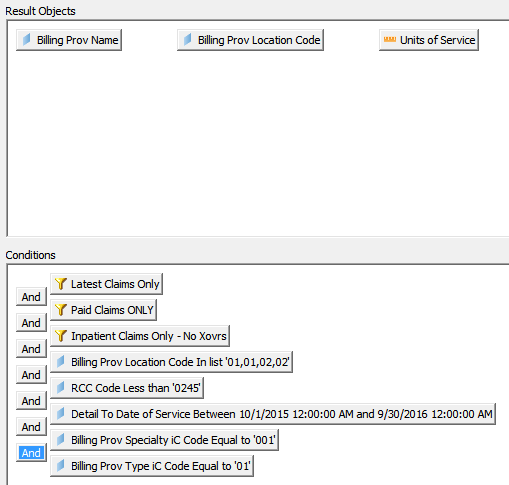 Result Objects
Billing Prov Name Billing Prov Location Code Units of Service
Conditions
Latest Claims Only
And
Paid Claims ONLY
And
Inpatient Claims Only - No Xovrs
And
Billing Prov Location Code In list '01,01,02,02'
And
RCC Code Less than '0245'
And
Detail To Date of Service Between 10/1/2015 12:00:00 AM and 9/30/2016 12:00:00 AM
And
Billing Prov Specialty iC Code Equal to '001'
And
Billing Prov Type iC Code Equal to '01'